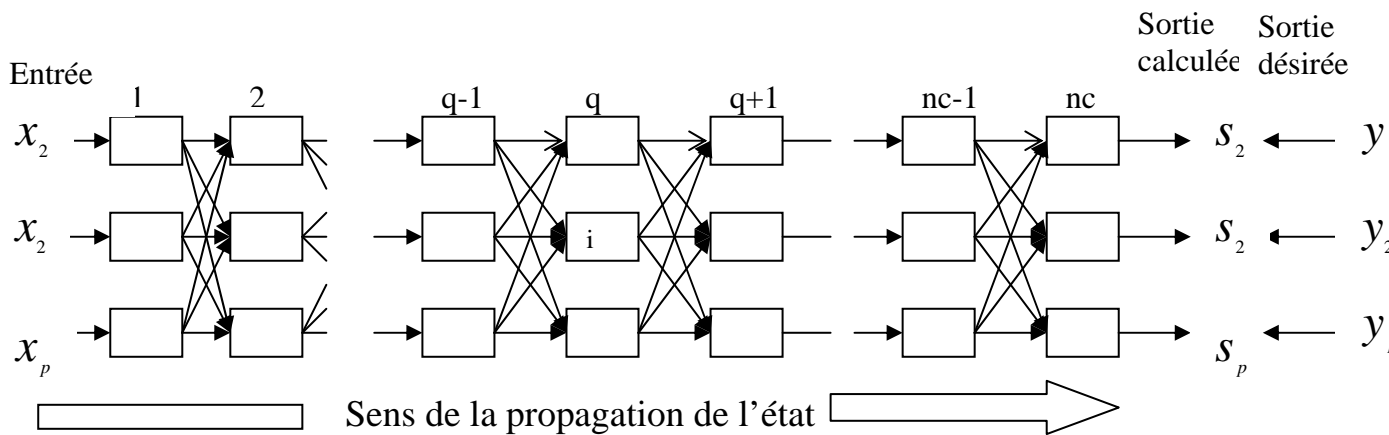 Sortie Sortie
calculée désirée
Entrée
1 2 q-1 q q+1 nc-1 nc
x₂ s₂ y
x₂ i s₂ y₂
xₚ sₚ y
Sens de la propagation de l’état